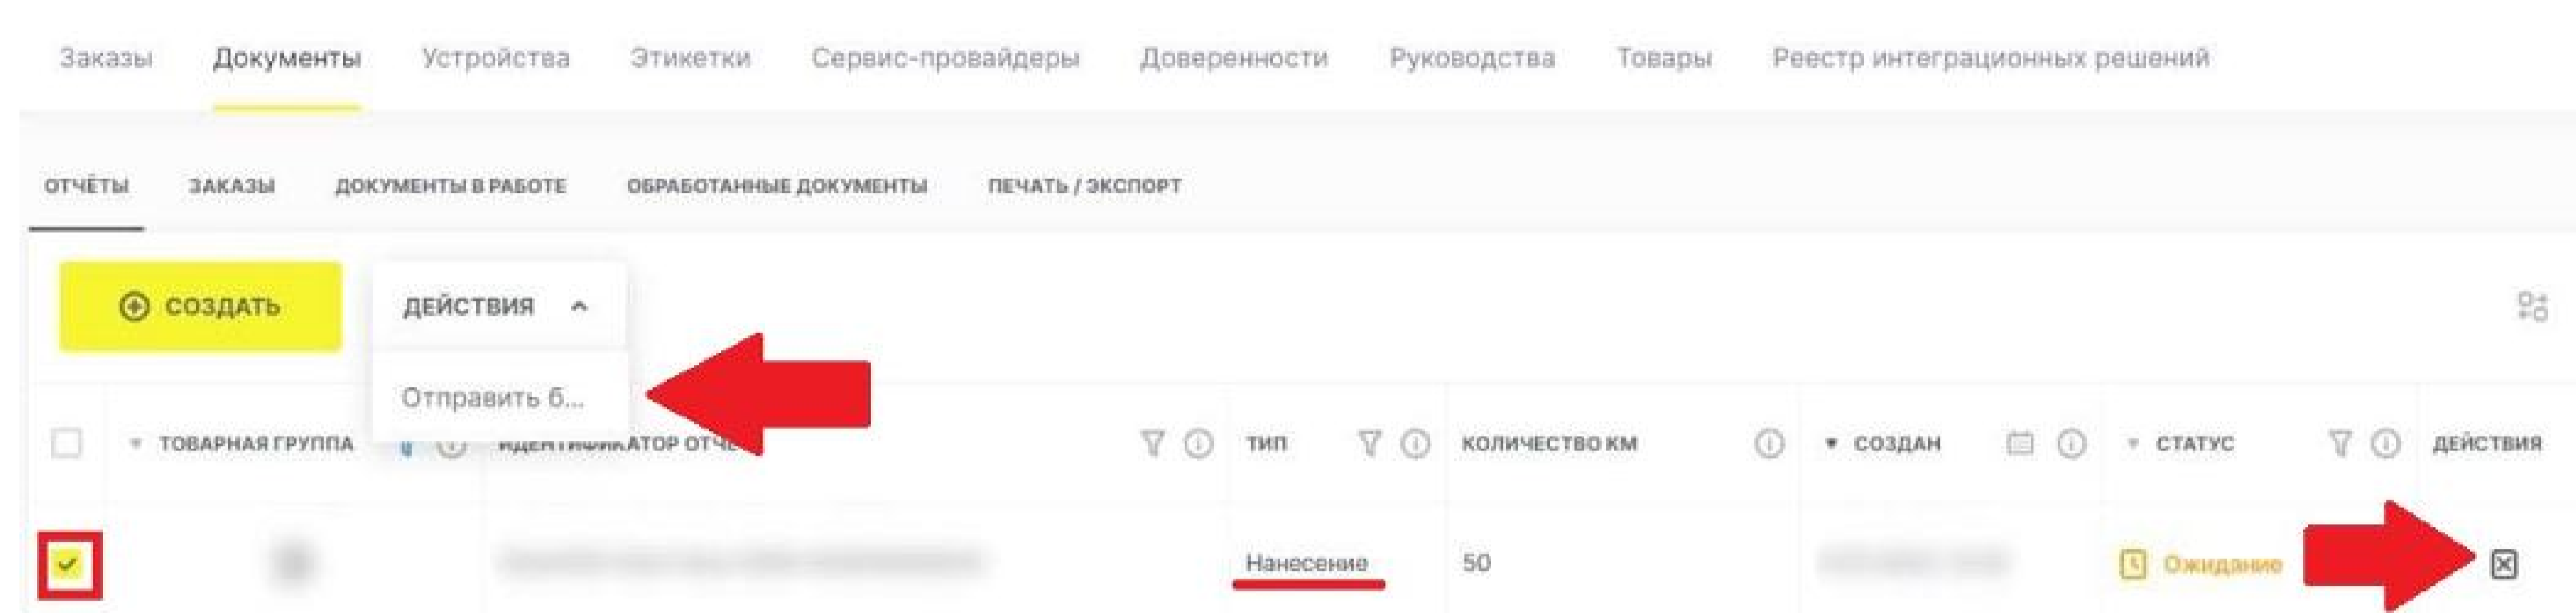 Заказы Документы Устройства Этикетки Сервис-провайдеры Доверенности Руководства Товары Реестр интеграционных решений
ОТЧЁТЫ ЗАКАЗЫ ДОКУМЕНТЫ В РАБОТЕ ОБРАБОТАННЫЕ ДОКУМЕНТЫ ПЕЧАТЬ / ЭКСПОРТ
СОЗДАТЬ ДЕЙСТВИЯ
Отправить б...
ТОВАРНАЯ ГРУППА ИДЕНТИФИКАТОР ТИП КОЛИЧЕСТВО КМ СОЗДАН СТАТУС ДЕЙСТВИЯ
Нанесение 50 Ожидание